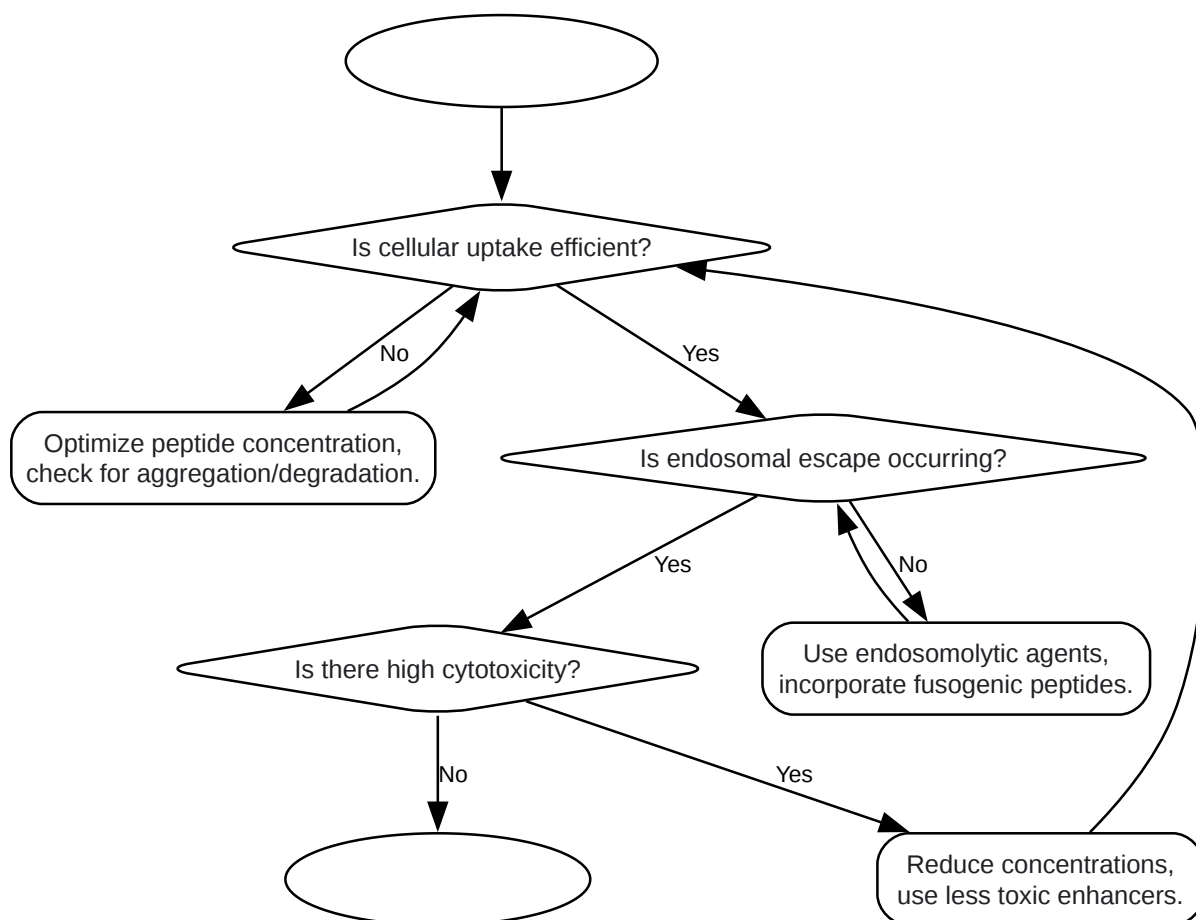 Is cellular uptake efficient?
No
Yes
Optimize peptide concentration,
check for aggregation/degradation.
Is endosomal escape occurring?
Yes
No
Use endosomolytic agents,
incorporate fusogenic peptides.
Is there high cytotoxicity?
No
Yes
Reduce concentrations,
use less toxic enhancers.